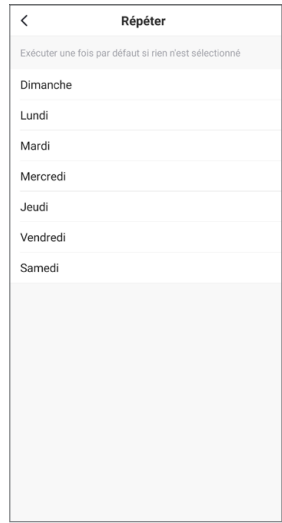 Répéter
Exécuter une fois par défaut si rien n'est sélectionné
Dimanche
Lundi
Mardi
Mercredi
Jeudi
Vendredi
Samedi